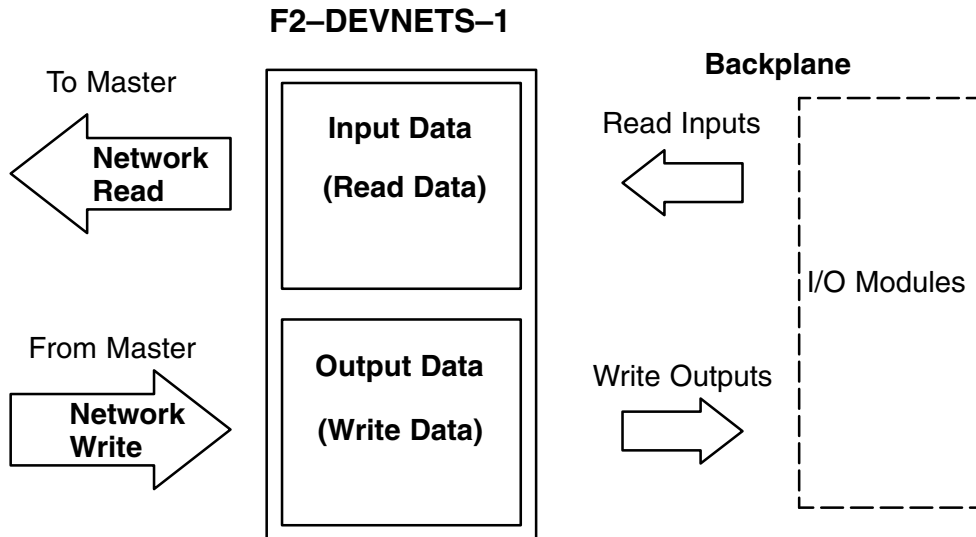 F2–DEVNETS–1
To Master
Network
Read
Input Data
(Read Data)
Backplane
Read Inputs
I/O Modules
From Master
Network
Write
Output Data
(Write Data)
Write Outputs